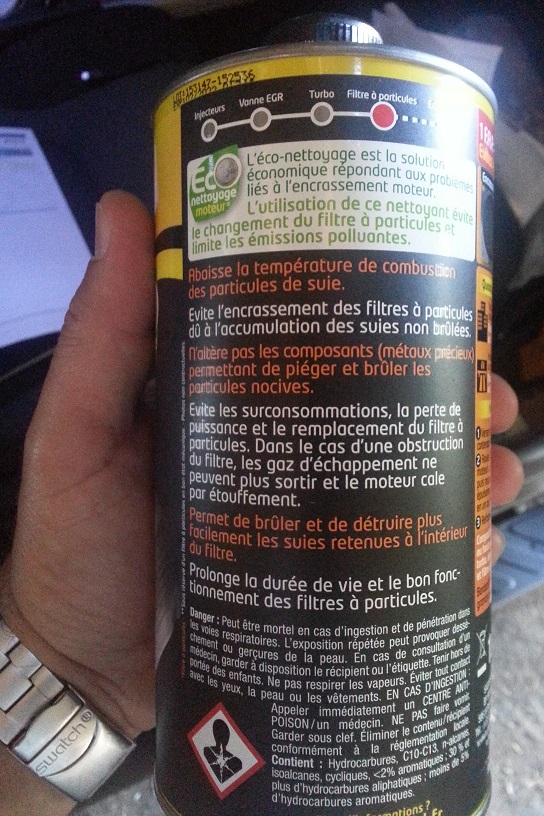 LOT:153147-152536
Injecteurs
Vanne EGR
Turbo
Filtre à particules
Éco
nettoyage
moteur
L'éco-nettoyage est la solution
économique répondant aux problèmes
liés à l'encrassement moteur.
L'utilisation de ce nettoyant évite
le changement du filtre à particules et
limite les émissions polluantes.
Abaisse la température de combustion
des particules de suie.
Evite l'encrassement des filtres à particules
dû à l'accumulation des suies non brûlées.
N'altère pas les composants (métaux précieux)
permettant de piéger et brûler les
particules nocives.
Evite les surconsommations, la perte de
puissance et le remplacement du filtre à
particules. Dans le cas d'une obstruction
du filtre, les gaz d'échappement ne
peuvent plus sortir et le moteur cale
par étouffement.
Permet de brûler et de détruire plus
facilement les suies retenues à l'intérieur
du filtre.
Prolonge la durée de vie et le bon fonc-
tionnement des filtres à particules.
Danger : Peut être mortel en cas d'ingestion et de pénétration dans
les voies respiratoires. L'exposition répétée peut provoquer dessè-
chement ou gerçures de la peau. En cas de consultation d'un
médecin, garder à disposition le récipient ou l'étiquette. Tenir hors de
portée des enfants. Ne pas respirer les vapeurs. Éviter tout contact
avec les yeux, la peau ou les vêtements. EN CAS D'INGESTION :
Appeler immédiatement un CENTRE ANTI-
POISON/un médecin. NE PAS faire vomir.
Garder sous clef. Éliminer le contenu/récipient
conformément à la réglementation locale.
Contient : Hydrocarbures, C10-C13, n-alcanes,
isoalcanes, cycliques, <2% aromatiques ; 30 % et
plus d'hydrocarbures aliphatiques ; moins de 5%
d'hydrocarbures aromatiques.
swatch®